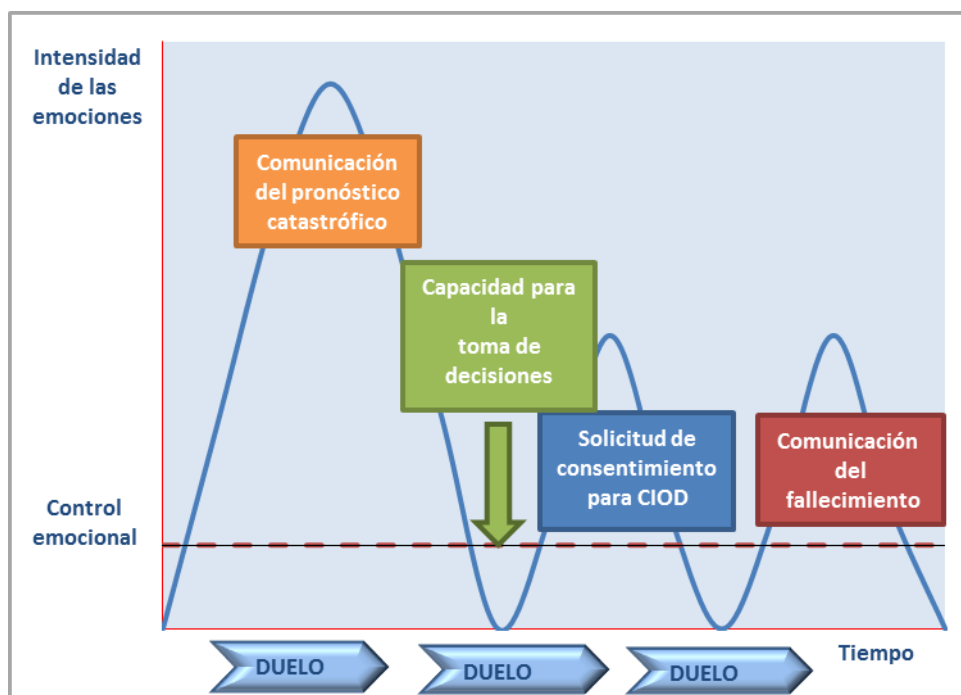 Intensidad
de las
emociones
Comunicación
del pronóstico
catastrófico
Capacidad para
la
toma de
decisiones
Solicitud de
consentimiento
para CIOD
Comunicación
del
fallecimiento
Control
emocional
Tiempo
DUELO
DUELO
DUELO